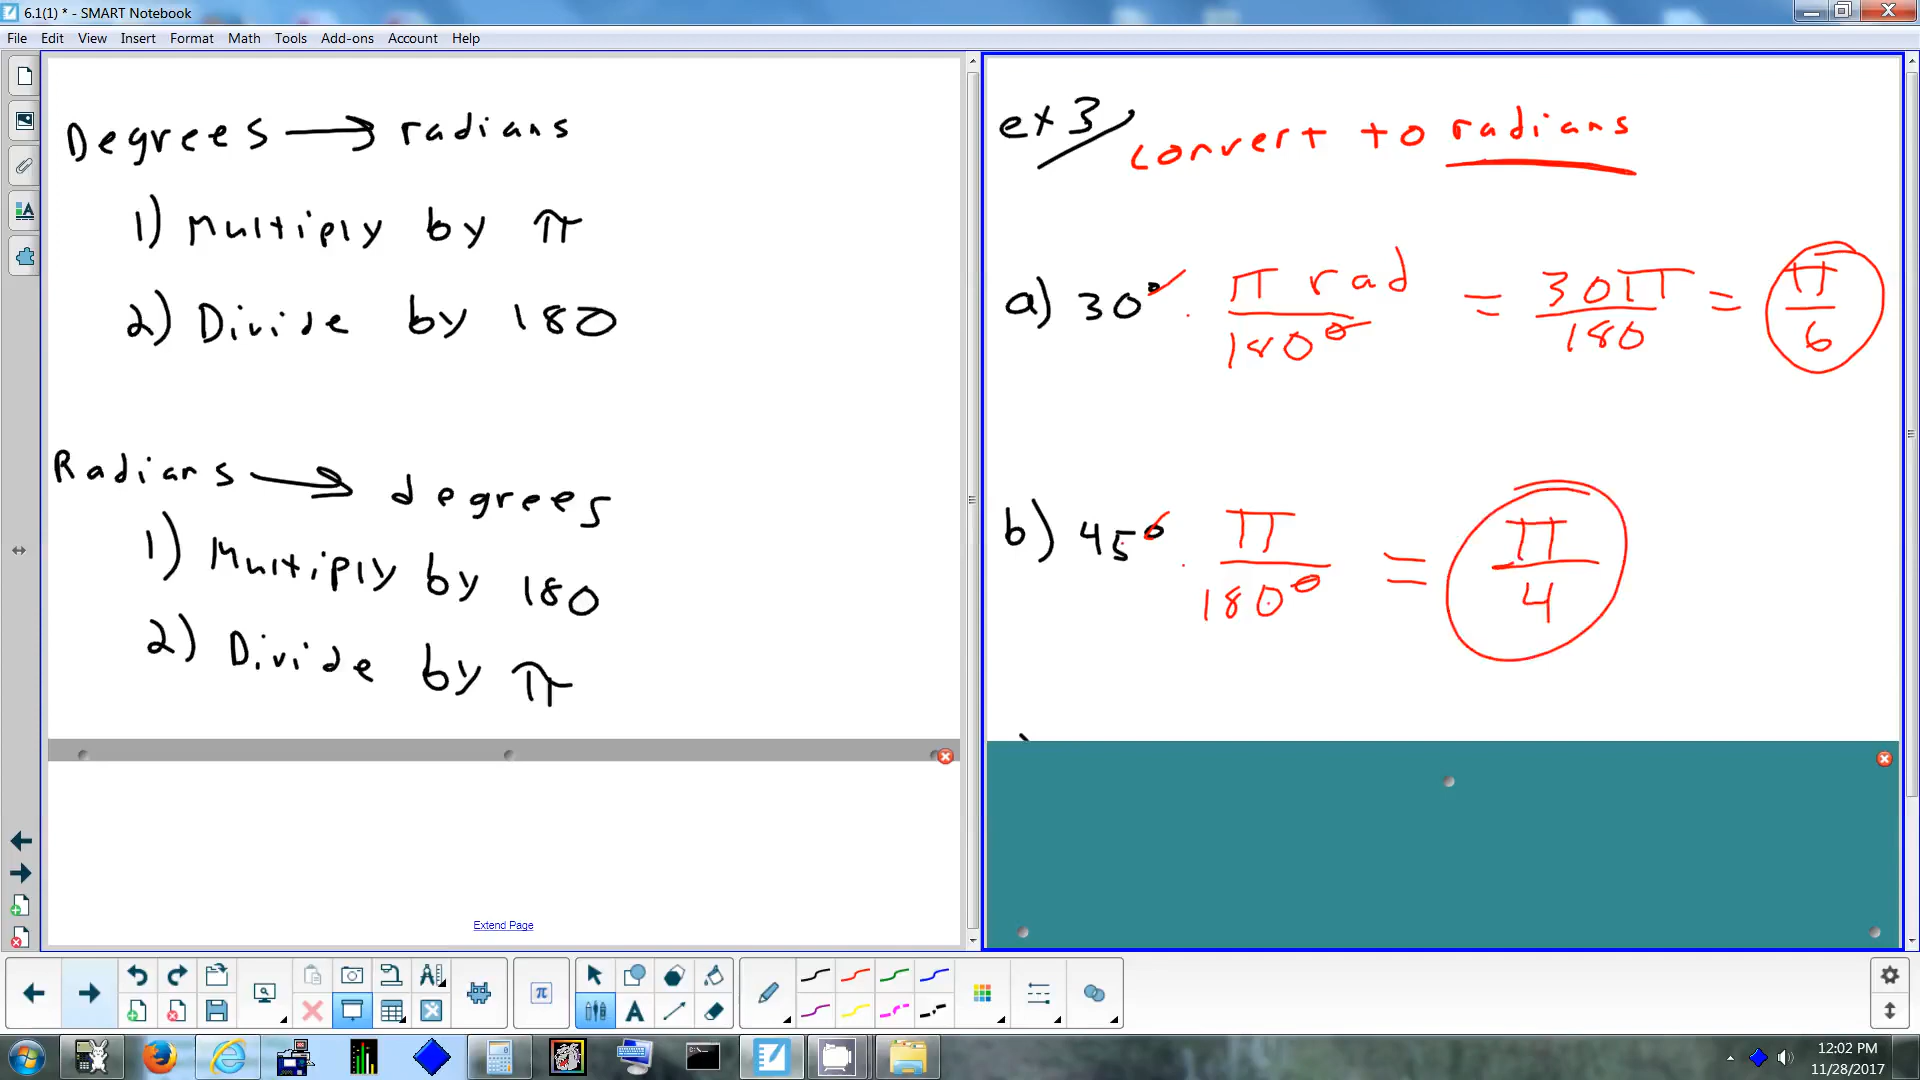 6.1(1) * - SMART Notebook
File Edit View Insert Format Math Tools Add-ons Account Help
Degrees → radians
1) Multiply by π
2) Divide by 180
Radians → degrees
1) Multiply by 180
2) Divide by π
Extend Page
ex 3 convert to radians
a) 30° · π rad / 180° = 30π / 180 = π / 6
b) 45° · π / 180° = π / 4
12:02 PM
11/28/2017